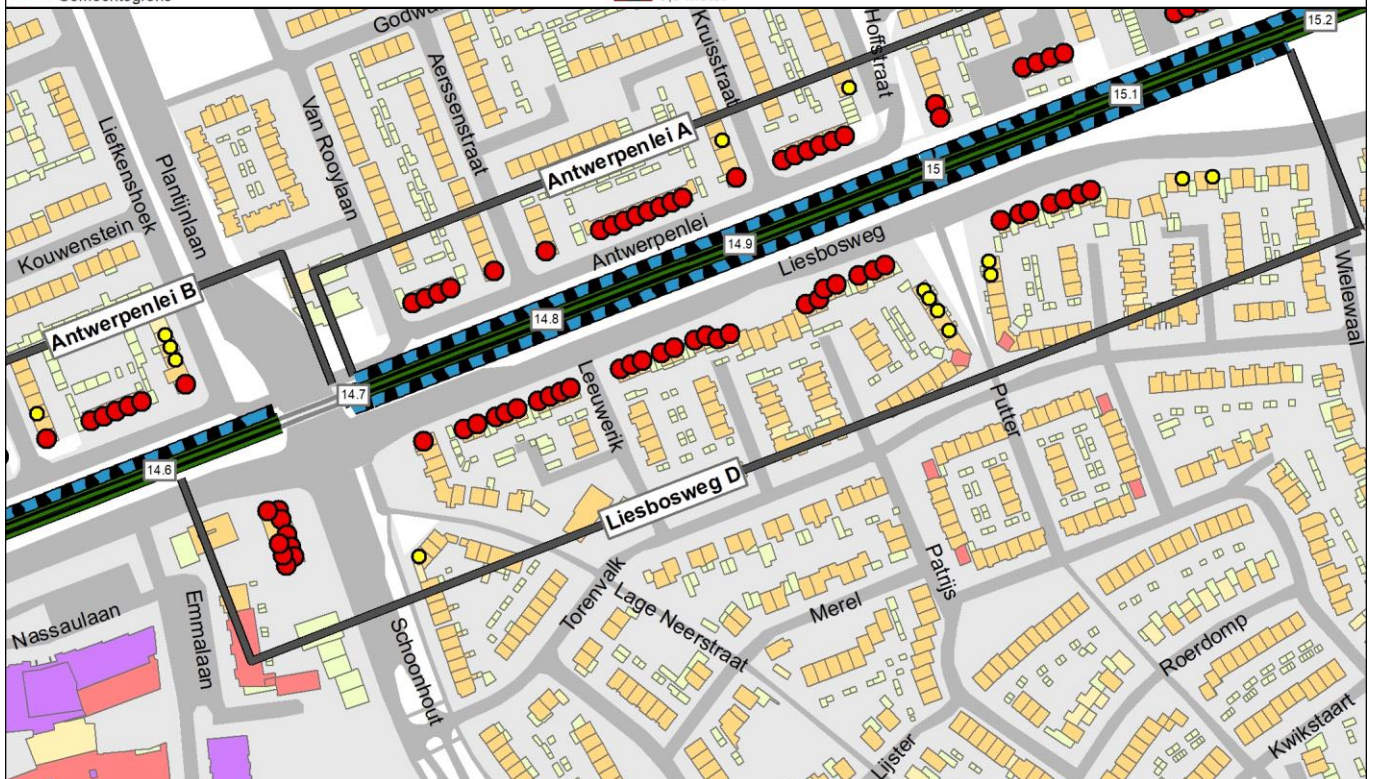 Godwa
Kruisstraat
Hoffstraat
15.2
Aerssenstraat
15.1
Liefkenshoek
Plantijnlaan
Van Rooylaan
Antwerpenlei A
15
Kouwenstein
Antwerpenlei
14.9
Liesbosweg
Wielewaal
Antwerpenlei B
14.8
Leeuwerik
14.7
Putter
14.6
Liesbosweg D
Patrijs
Nassaulaan
Emmalaan
Schoonhout
Torenvalk
Lage Neerstraat
Merel
Roerdomp
Lijster
Kwikstaart